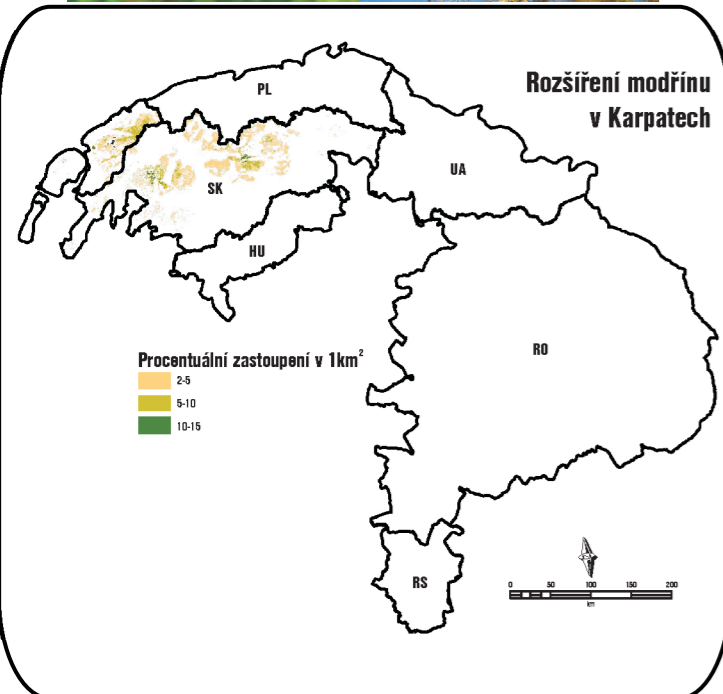 Rozšíření modřínu
v Karpatech
PL
UA
SK
HU
RO
RS
Procentuální zastoupení v 1km²
2-5
5-10
10-15
0 50 100 150 200
km